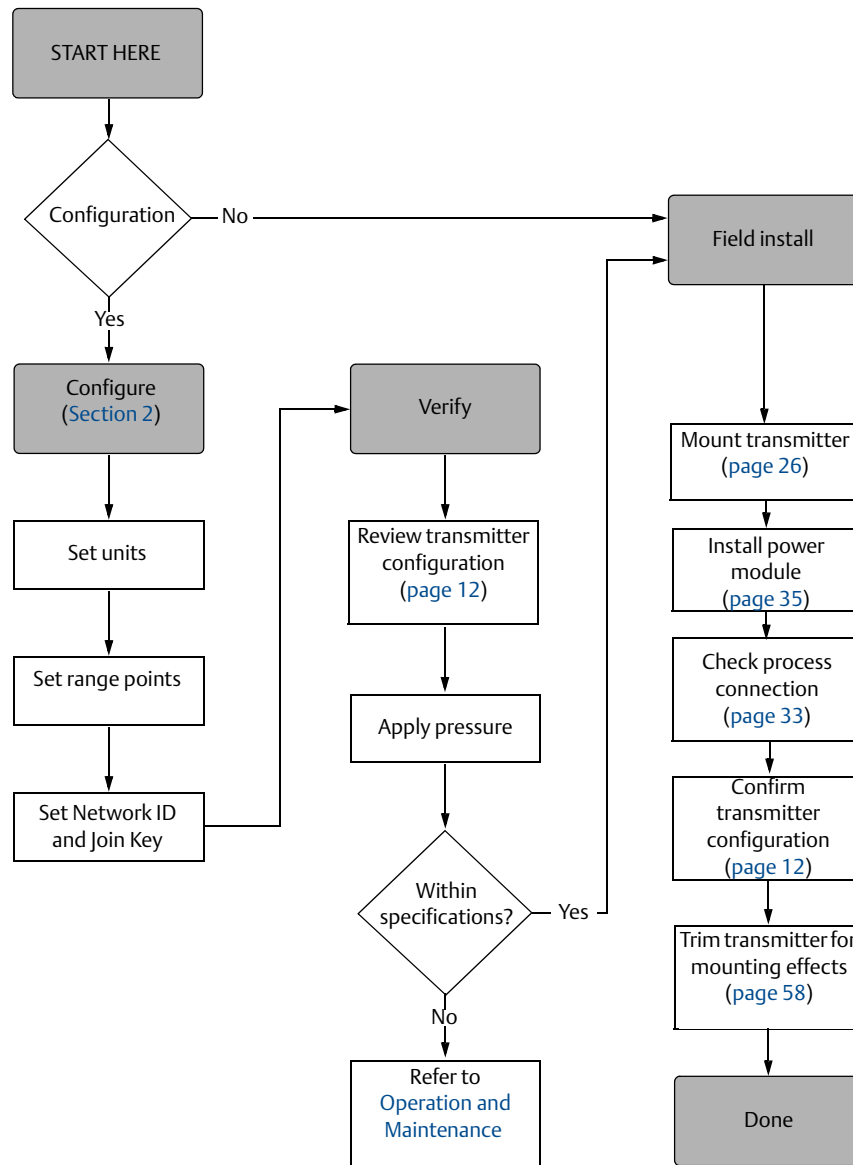 START HERE
Configuration
No
Yes
Configure
(Section 2)
Set units
Set range points
Set Network ID
and Join Key
Verify
Review transmitter
configuration
(page 12)
Apply pressure
Within
specifications?
Yes
No
Refer to
Operation and
Maintenance
Field install
Mount transmitter
(page 26)
Install power
module
(page 35)
Check process
connection
(page 33)
Confirm
transmitter
configuration
(page 12)
Trim transmitter for
mounting effects
(page 58)
Done